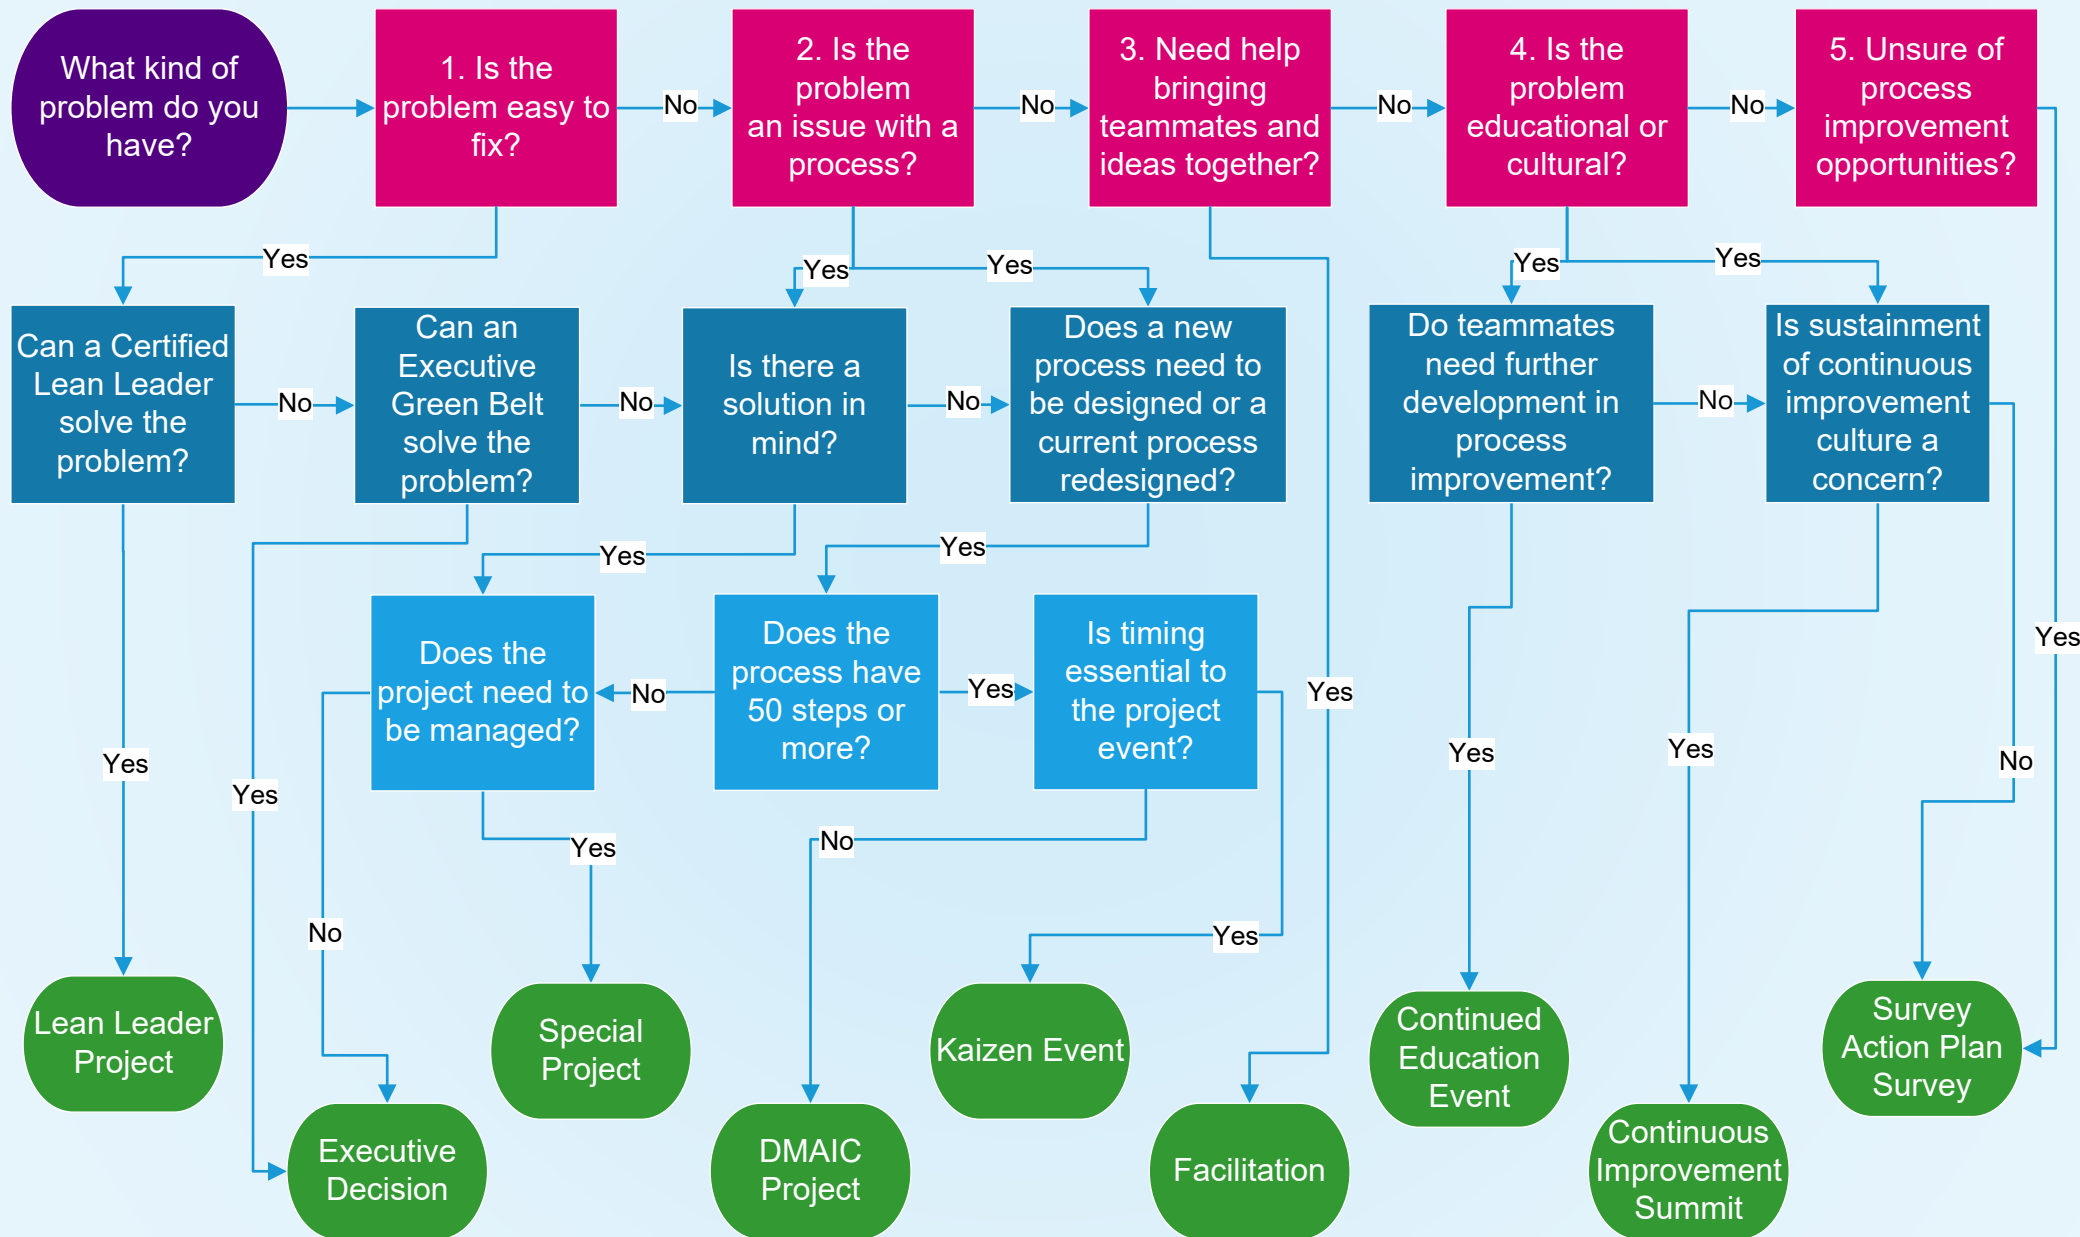 What kind of
problem do you
have?
1. Is the
problem easy to
fix?
No
2. Is the
problem
an issue with a
process?
No
3. Need help
bringing
teammates and
ideas together?
No
4. Is the
problem
educational or
cultural?
No
5. Unsure of
process
improvement
opportunities?
Yes
Yes
Yes
Yes
Yes
Can a Certified
Lean Leader
solve the
problem?
No
Can an
Executive
Green Belt
solve the
problem?
No
Is there a
solution in
mind?
No
Does a new
process need to
be designed or a
current process
redesigned?
Do teammates
need further
development in
process
improvement?
No
Is sustainment
of continuous
improvement
culture a
concern?
Yes
Yes
Does the
project need to
be managed?
No
Does the
process have
50 steps or
more?
Yes
Is timing
essential to
the project
event?
Yes
Yes
Yes
Yes
Yes
No
Yes
Yes
Yes
No
No
Yes
Lean Leader
Project
Executive
Decision
Special
Project
DMAIC
Project
Kaizen Event
Facilitation
Continued
Education
Event
Continuous
Improvement
Summit
Survey
Action Plan
Survey